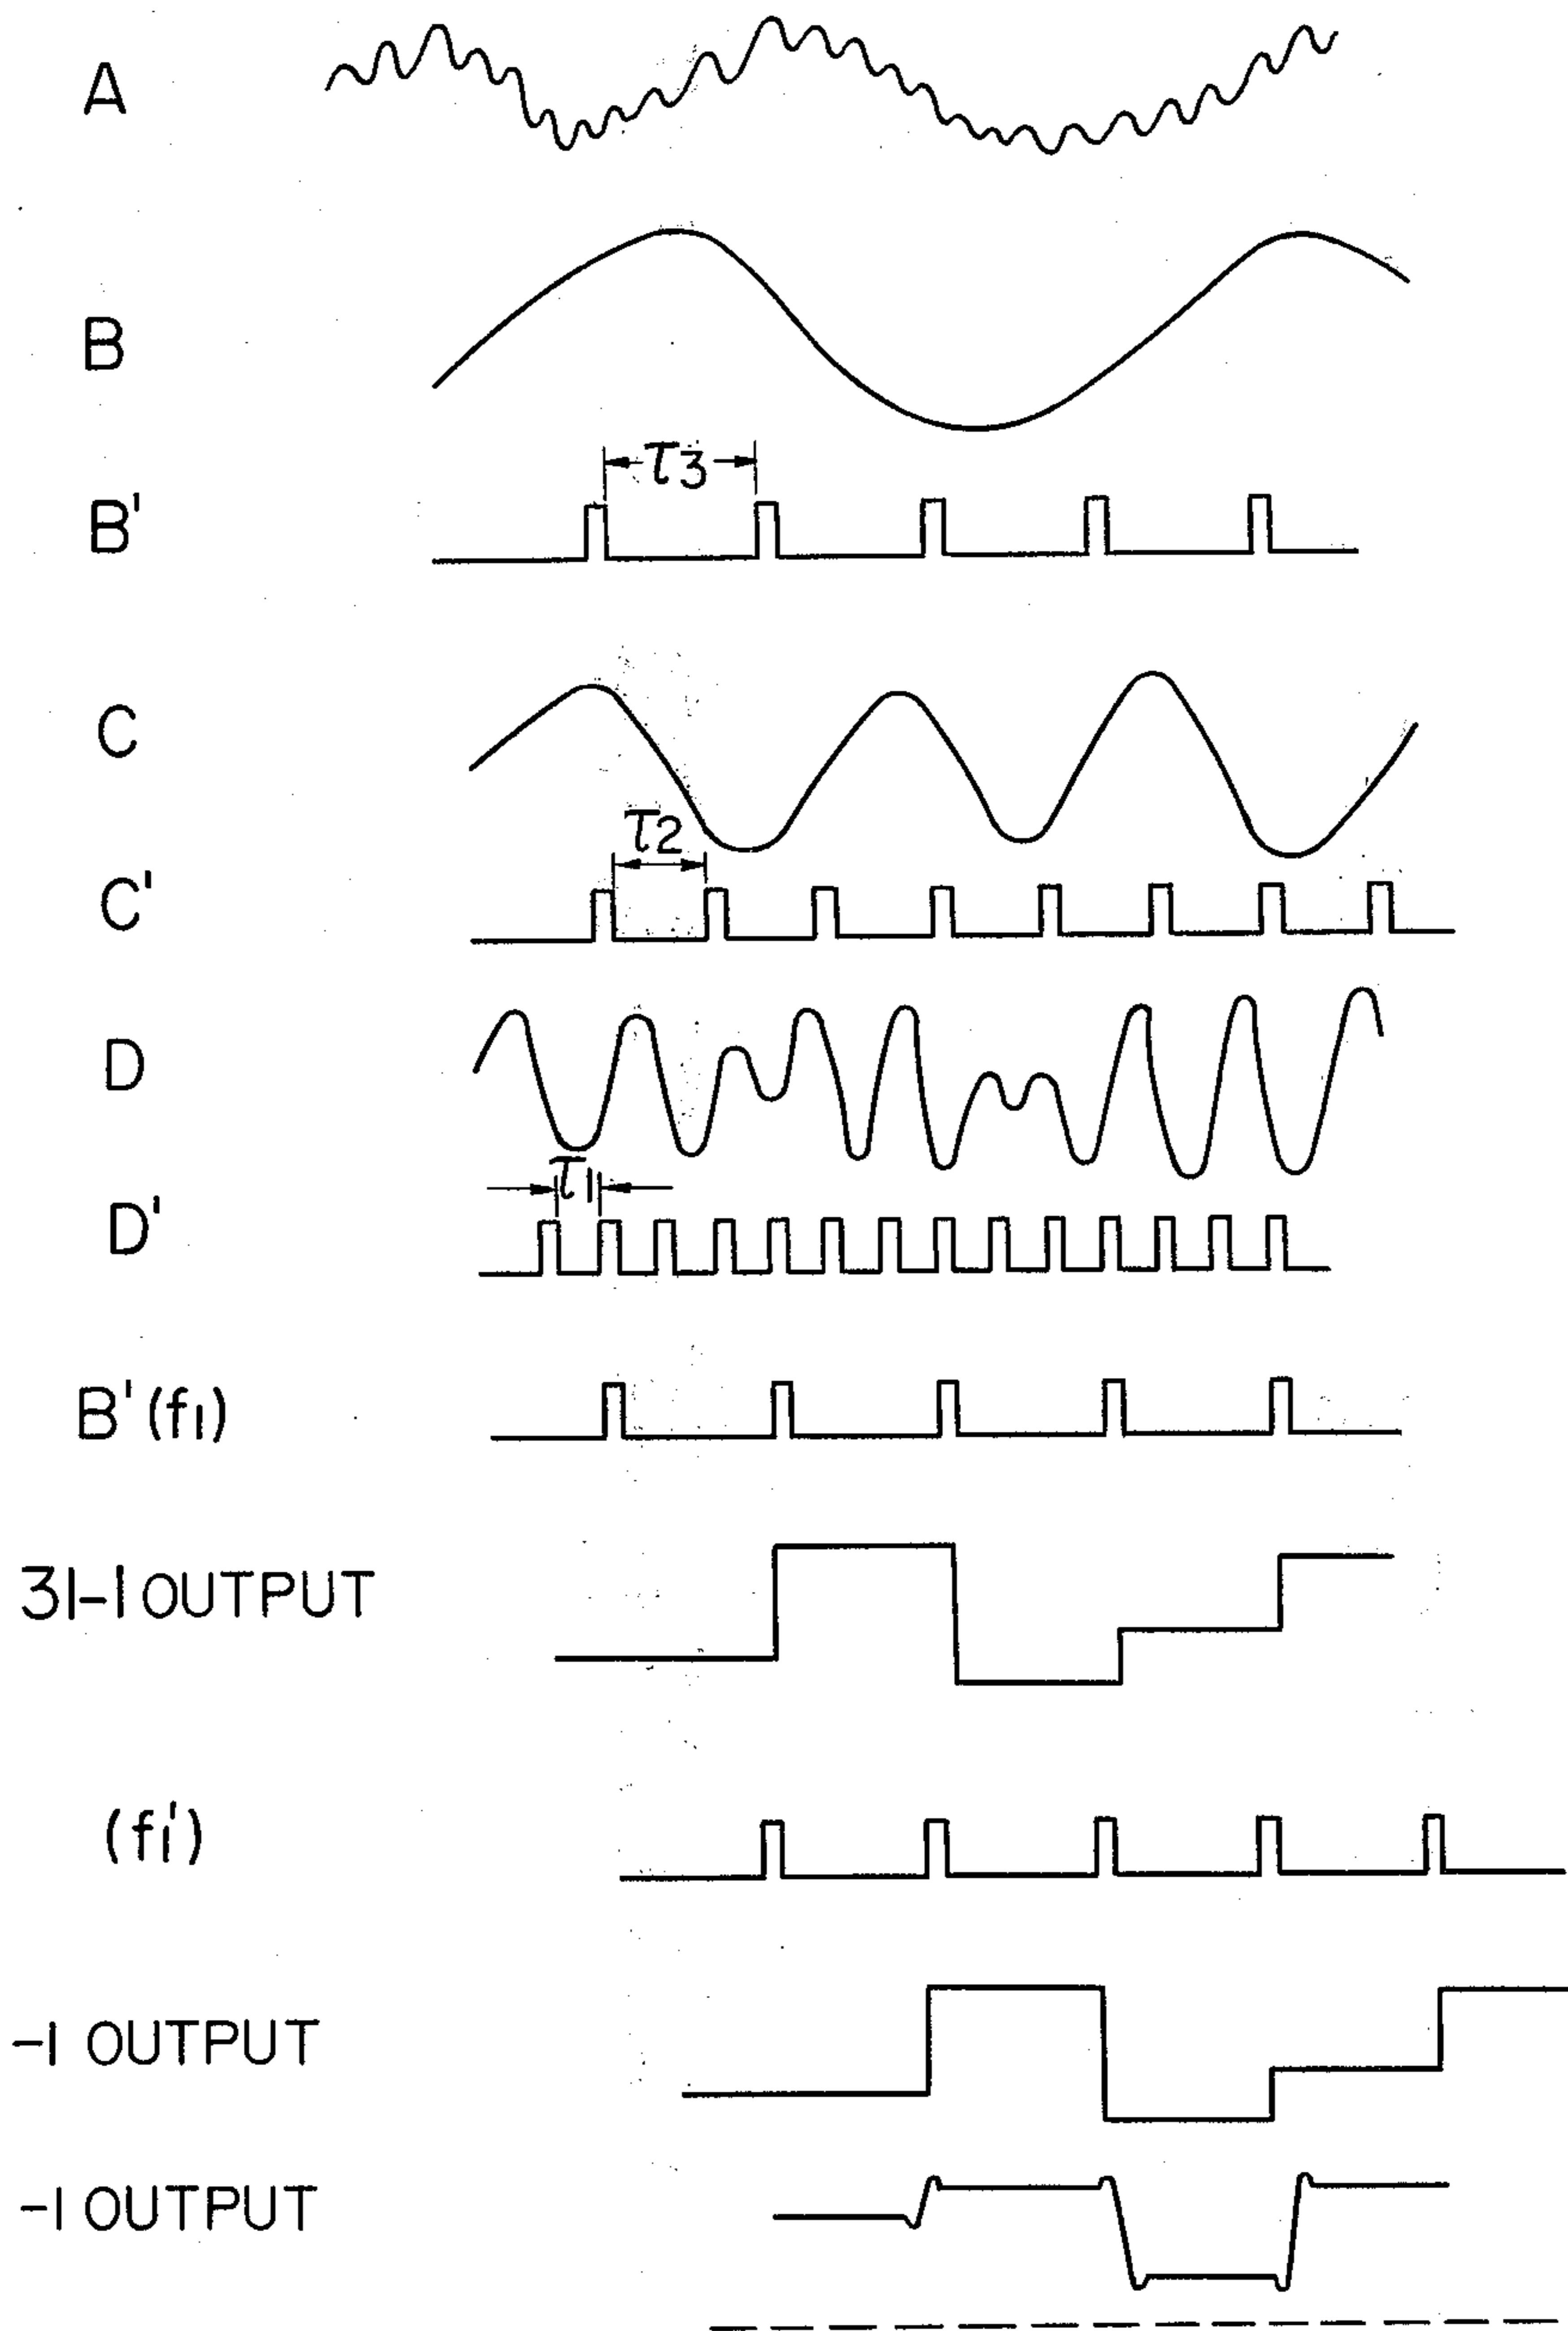 A
B
τ3
B'
C
τ2
C'
D
τ1
D'
B'(f1)
31-1 OUTPUT
(f1')
-1 OUTPUT
-1 OUTPUT